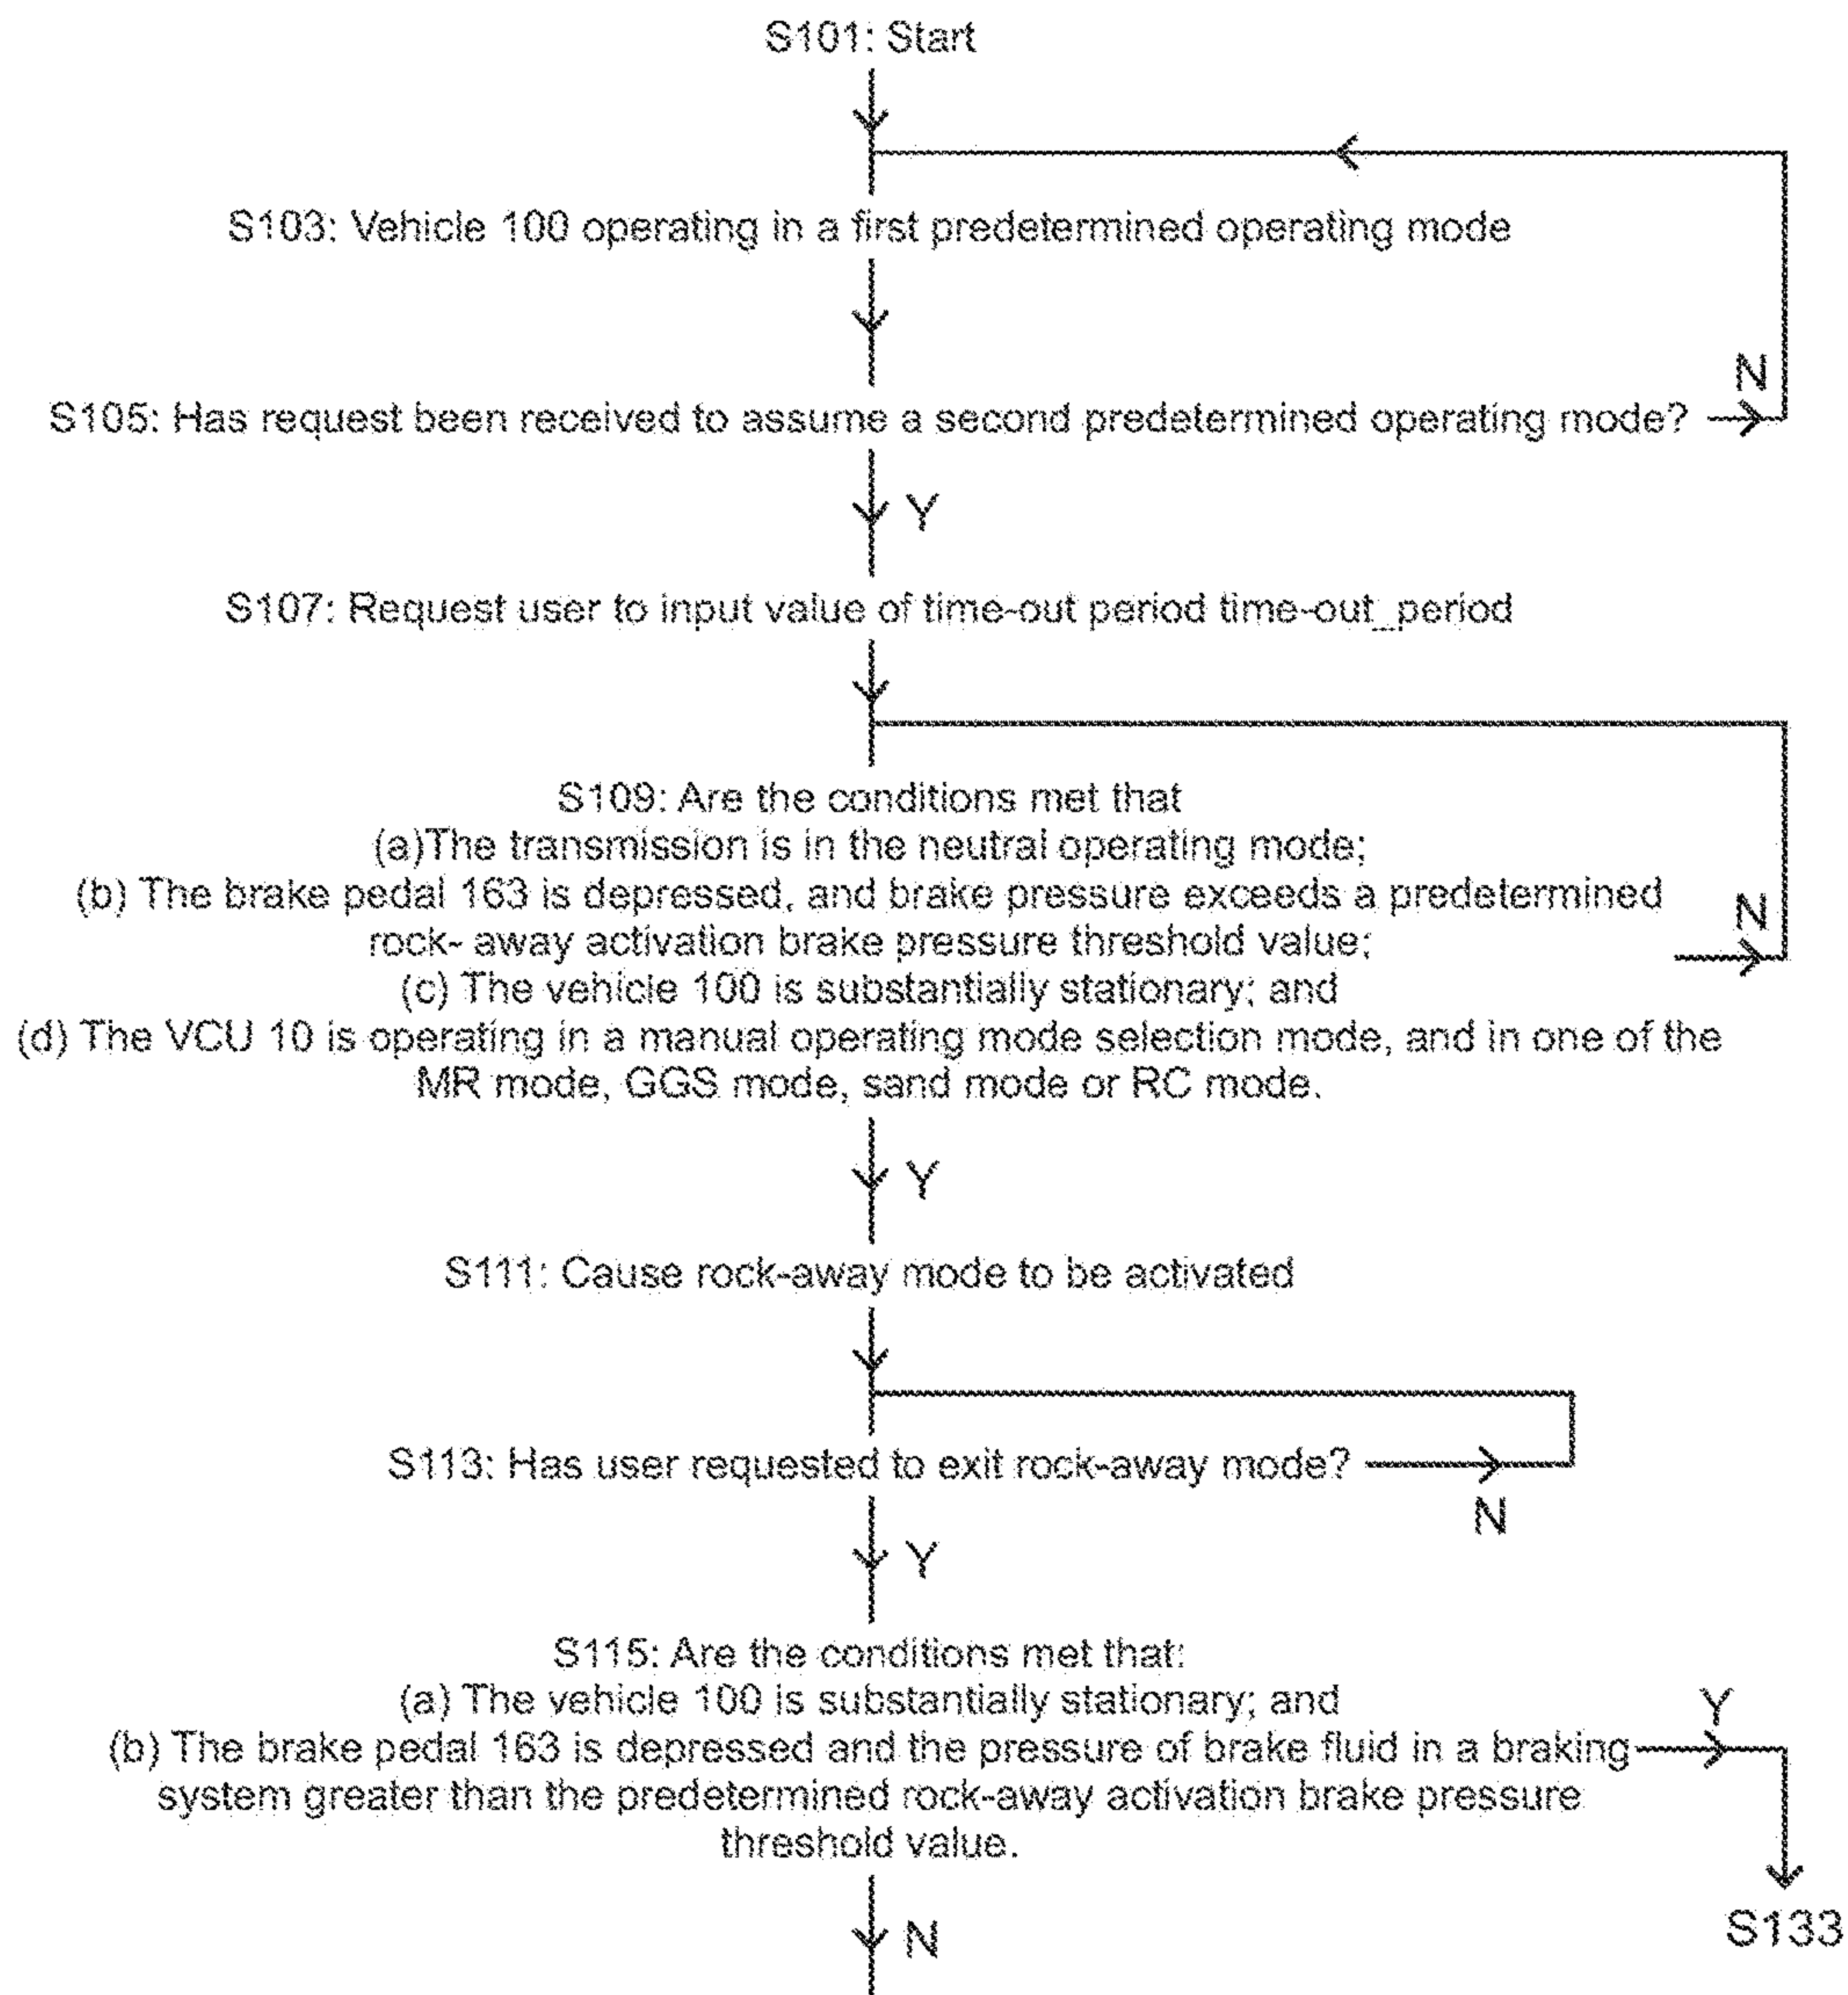 S101: Start
S103: Vehicle 100 operating in a first predetermined operating mode
N
S105: Has request been received to assume a second predetermined operating mode?
Y
S107: Request user to input value of time-out period time-out_period
S109: Are the conditions met that
(a)The transmission is in the neutral operating mode;
(b) The brake pedal 163 is depressed, and brake pressure exceeds a predetermined
N
rock- away activation brake pressure threshold value;
(c) The vehicle 100 is substantially stationary; and
(d) The VCU 10 is operating in a manual operating mode selection mode, and in one of the
MR mode, GGS mode, sand mode or RC mode.
Y
S111: Cause rock-away mode to be activated
S113: Has user requested to exit rock-away mode?
N
Y
S115: Are the conditions met that:
(a) The vehicle 100 is substantially stationary; and
Y
(b) The brake pedal 163 is depressed and the pressure of brake fluid in a braking
system greater than the predetermined rock-away activation brake pressure
threshold value.
S133
N